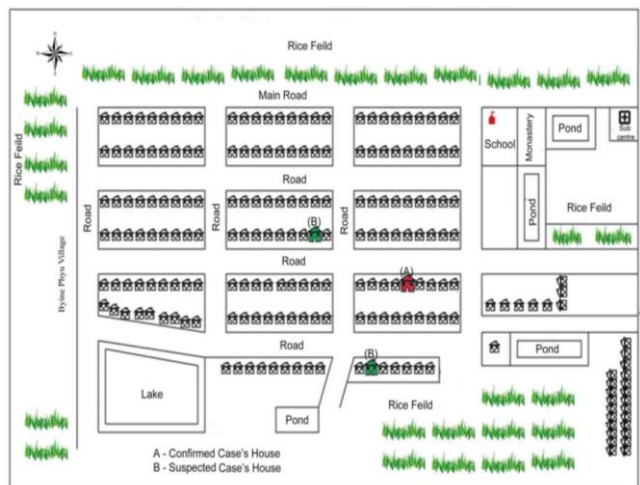 Rice Feild
Main Road
School
Monastery
Pond
Sub
centre
Rice Feild
Road
Pond
Rice Feild
Road
Road
(B)
Road
Byine Phyu Village
Road
(A)
Road
(B)
Pond
Lake
Pond
Rice Feild
A - Confirmed Case's House
B - Suspected Case's House